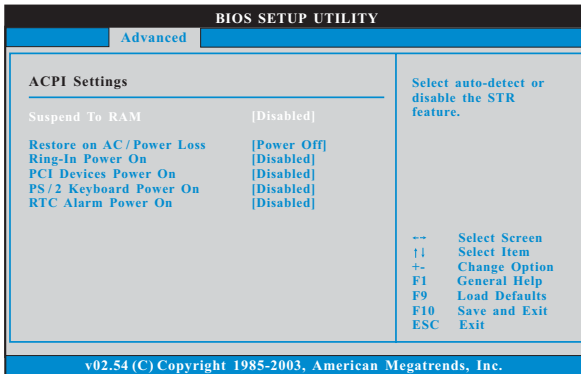 BIOS SETUP UTILITY
Advanced
ACPI Settings
Suspend To RAM [Disabled]
Restore on AC / Power Loss [Power Off]
Ring-In Power On [Disabled]
PCI Devices Power On [Disabled]
PS / 2 Keyboard Power On [Disabled]
RTC Alarm Power On [Disabled]
Select auto-detect or
disable the STR
feature.
←→ Select Screen
↑↓ Select Item
+- Change Option
F1 General Help
F9 Load Defaults
F10 Save and Exit
ESC Exit
v02.54 (C) Copyright 1985-2003, American Megatrends, Inc.